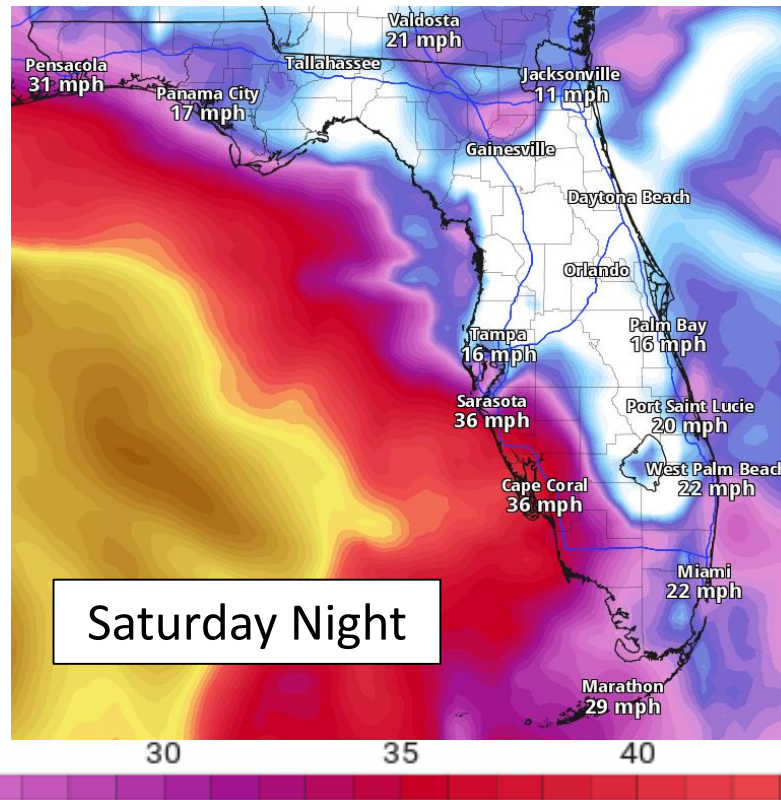 Valdosta
21 mph
Pensacola
31 mph
Tallahassee
Jacksonville
11 mph
Panama City
17 mph
Gainesville
Daytona Beach
Orlando
Tampa
16 mph
Palm Bay
16 mph
Sarasota
36 mph
Port Saint Lucie
20 mph
West Palm Beach
22 mph
Cape Coral
36 mph
Miami
22 mph
Saturday Night
Marathon
29 mph
30 35 40